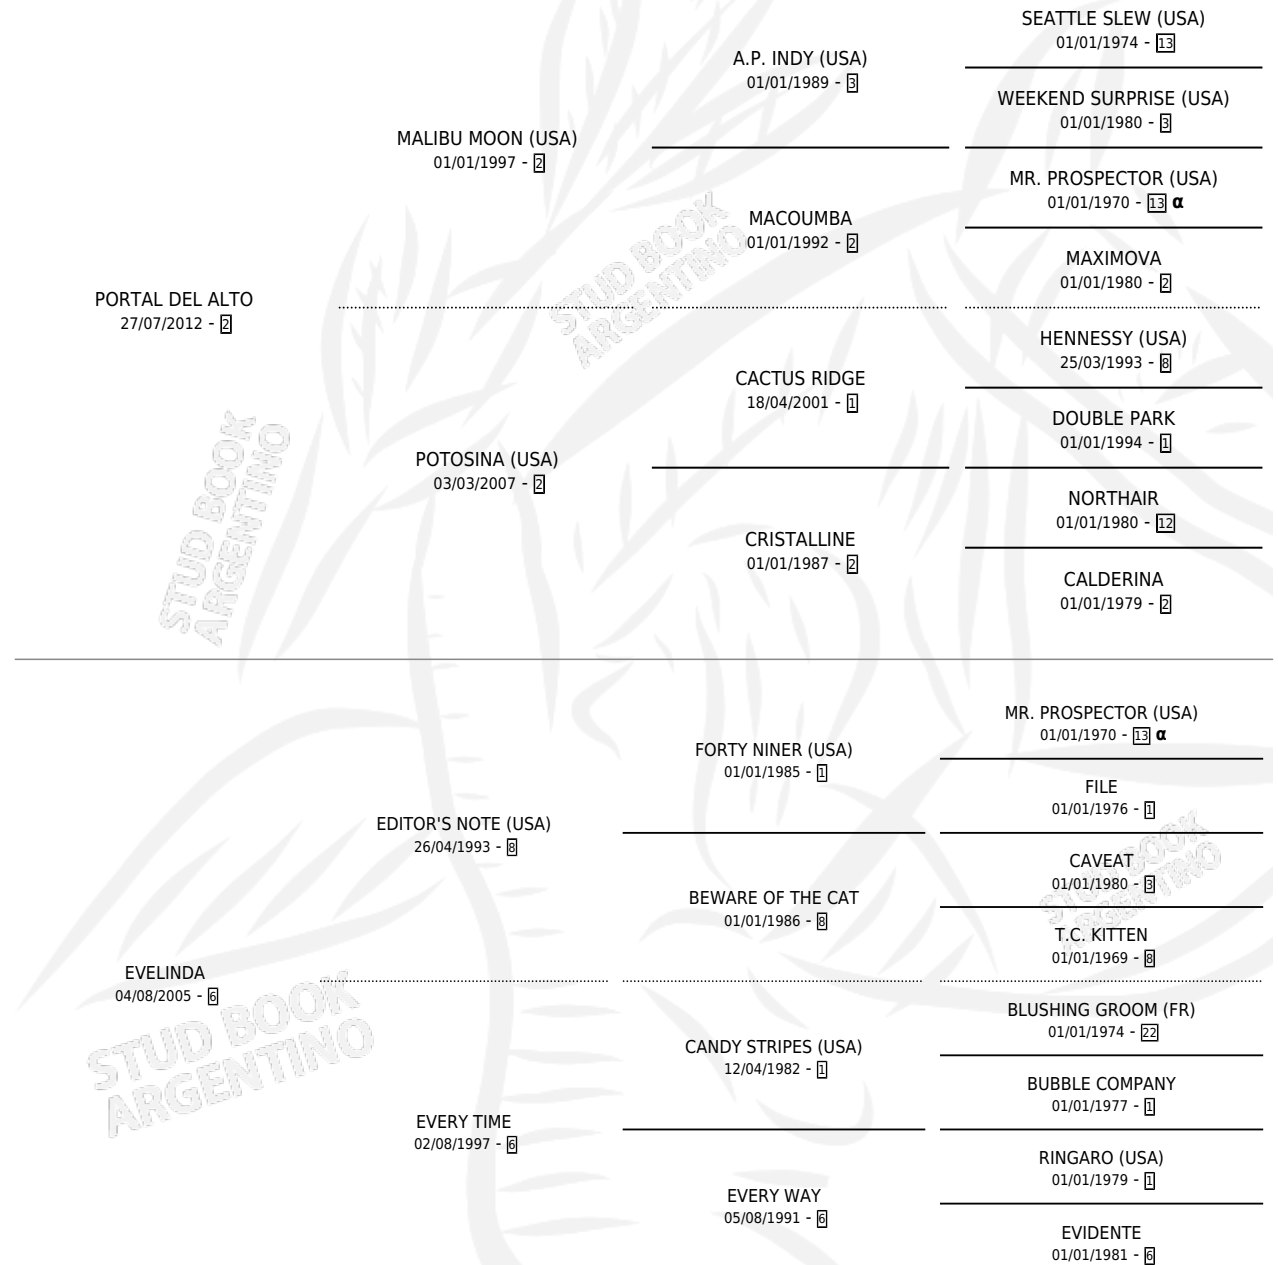 SEATTLE SLEW (USA)
01/01/1974 - 13
A.P. INDY (USA)
01/01/1989 - 3
WEEKEND SURPRISE (USA)
01/01/1980 - 3
MALIBU MOON (USA)
01/01/1997 - 2
MR. PROSPECTOR (USA)
01/01/1970 - 13 α
MACOUMBA
01/01/1992 - 2
MAXIMOVA
01/01/1980 - 2
PORTAL DEL ALTO
27/07/2012 - 2
HENNESSY (USA)
25/03/1993 - 8
CACTUS RIDGE
18/04/2001 - 1
DOUBLE PARK
01/01/1994 - 1
POTOSINA (USA)
03/03/2007 - 2
NORTHAIR
01/01/1980 - 12
CRISTALLINE
01/01/1987 - 2
CALDERINA
01/01/1979 - 2
MR. PROSPECTOR (USA)
01/01/1970 - 13 α
FORTY NINER (USA)
01/01/1985 - 1
FILE
01/01/1976 - 1
EDITOR'S NOTE (USA)
26/04/1993 - 8
CAVEAT
01/01/1980 - 3
BEWARE OF THE CAT
01/01/1986 - 8
T.C. KITTEN
01/01/1969 - 8
EVELINDA
04/08/2005 - 6
BLUSHING GROOM (FR)
01/01/1974 - 22
CANDY STRIPES (USA)
12/04/1982 - 1
BUBBLE COMPANY
01/01/1977 - 1
EVERY TIME
02/08/1997 - 6
RINGARO (USA)
01/01/1979 - 1
EVERY WAY
05/08/1991 - 6
EVIDENTE
01/01/1981 - 6
STUD BOOK
ARGENTINO
STUD BOOK
ARGENTINO
STUD BOOK
ARGENTINO
STUD BOOK
ARGENTINO